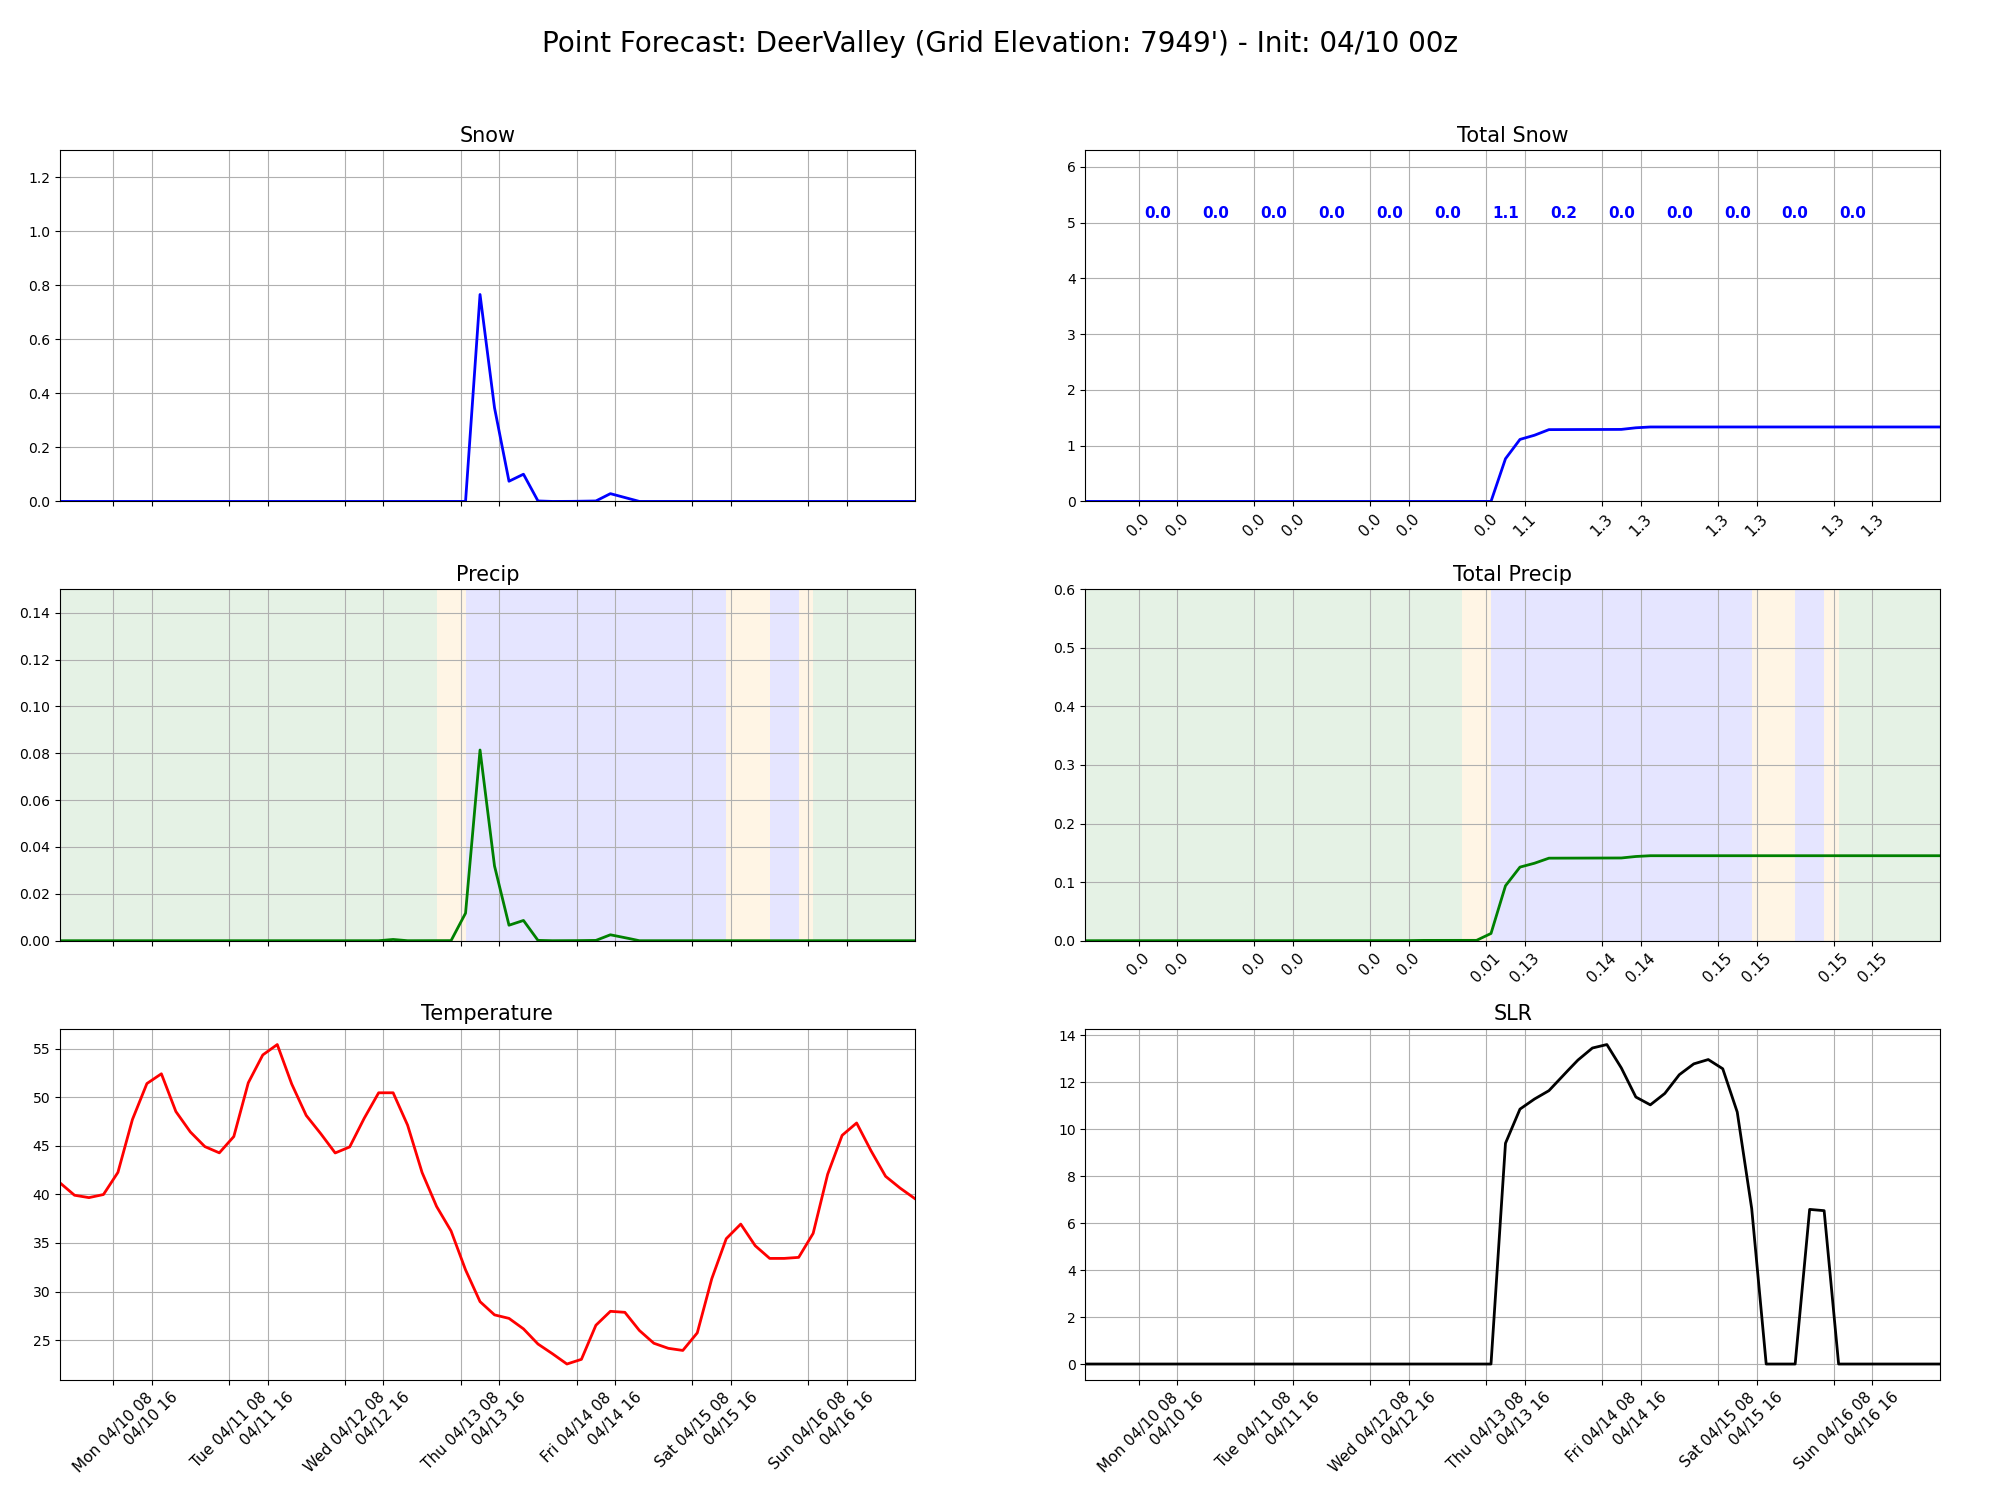 Point Forecast: DeerValley (Grid Elevation: 7949') - Init: 04/10 00z
Snow
1.2
1.0
0.8
0.6
0.4
0.2
0.0
Total Snow
6
5
4
3
2
1
0
0.0 0.0 0.0 0.0 0.0 0.0 1.1 0.2 0.0 0.0 0.0 0.0 0.0
0.0 0.0 0.0 0.0 0.0 0.0 0.0 1.1 1.3 1.3 1.3 1.3 1.3 1.3
Precip
0.14
0.12
0.10
0.08
0.06
0.04
0.02
0.00
Total Precip
0.6
0.5
0.4
0.3
0.2
0.1
0.0
0.0 0.0 0.0 0.0 0.0 0.0 0.01 0.13 0.14 0.14 0.15 0.15 0.15 0.15
Temperature
55
50
45
40
35
30
25
Mon 04/10 08
04/10 16
Tue 04/11 08
04/11 16
Wed 04/12 08
04/12 16
Thu 04/13 08
04/13 16
Fri 04/14 08
04/14 16
Sat 04/15 08
04/15 16
Sun 04/16 08
04/16 16
SLR
14
12
10
8
6
4
2
0
Mon 04/10 08
04/10 16
Tue 04/11 08
04/11 16
Wed 04/12 08
04/12 16
Thu 04/13 08
04/13 16
Fri 04/14 08
04/14 16
Sat 04/15 08
04/15 16
Sun 04/16 08
04/16 16